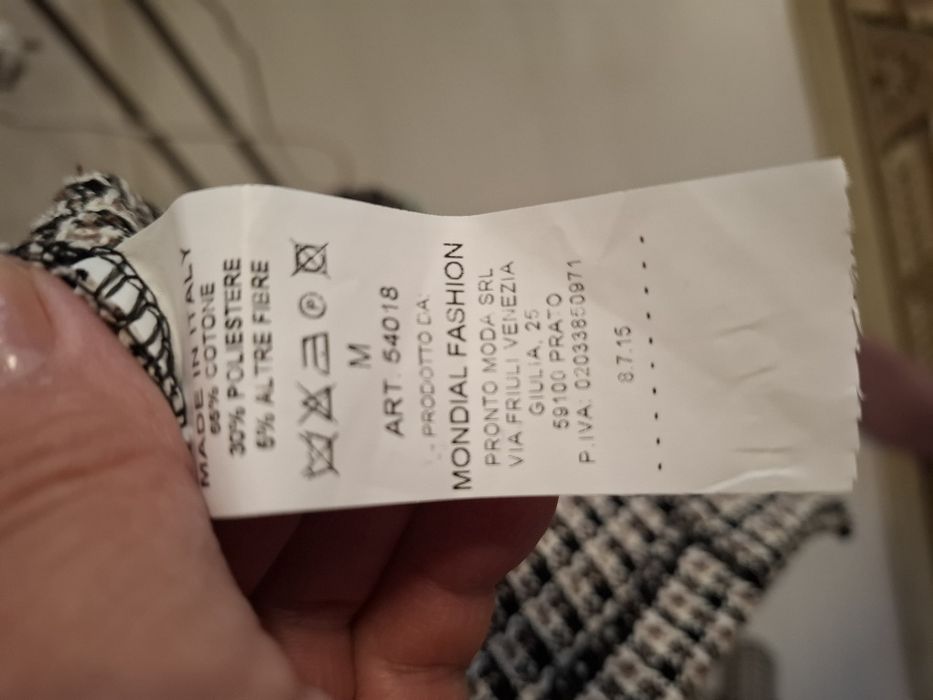 MADE IN ITALY
65% COTONE
30% POLIESTERE
5% ALTRE FIBRE
P
M
ART. 54018
PRODOTTO DA:
MONDIAL FASHION
PRONTO MODA SRL
VIA FRIULI VENEZIA
GIULIA, 25
59100 PRATO
P.IVA: 02033850971
8.7.15